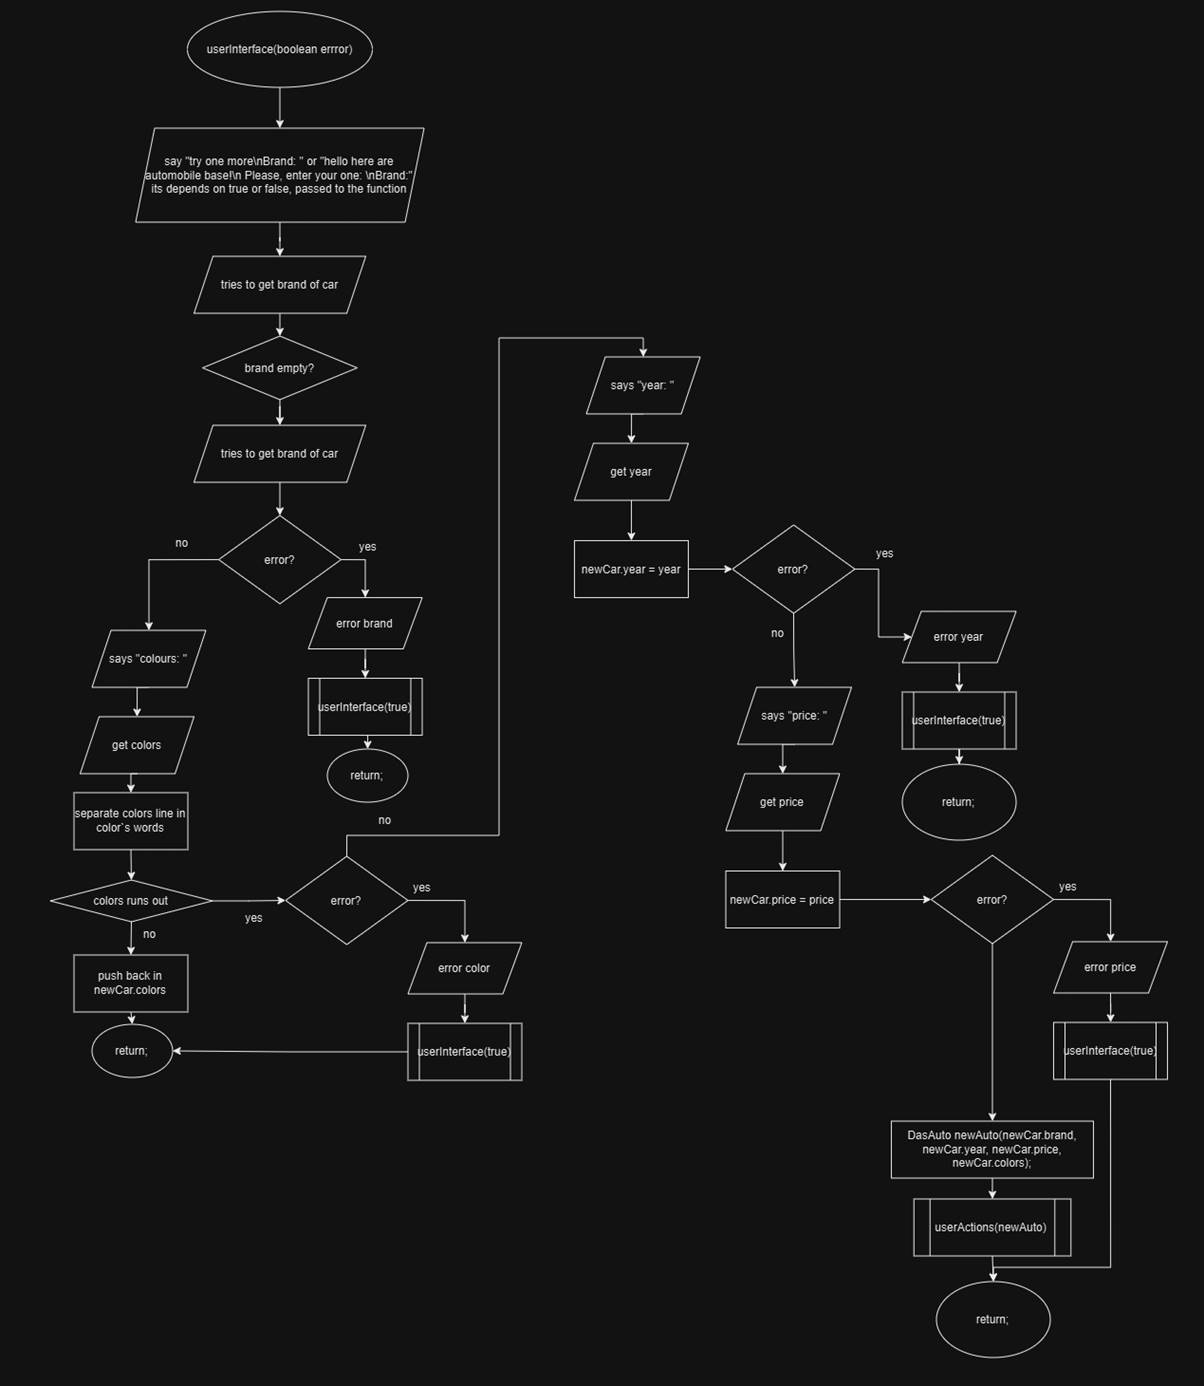 userInterface(boolean errror)
say "try one more\nBrand: " or "hello here are
automobile base!\n Please, enter your one: \nBrand:"
its depends on true or false, passed to the function
tries to get brand of car
brand empty?
tries to get brand of car
error?
no
yes
says "colours: "
get colors
separate colors line in
color`s words
colors runs out
yes
no
push back in
newCar.colors
return;
error brand
userInterface(true)
return;
error?
no
yes
error color
userInterface(true)
says "year: "
get year
newCar.year = year
error?
yes
no
error year
userInterface(true)
return;
says "price: "
get price
newCar.price = price
error?
yes
error price
userInterface(true)
DasAuto newAuto(newCar.brand,
newCar.year, newCar.price,
newCar.colors);
userActions(newAuto)
return;